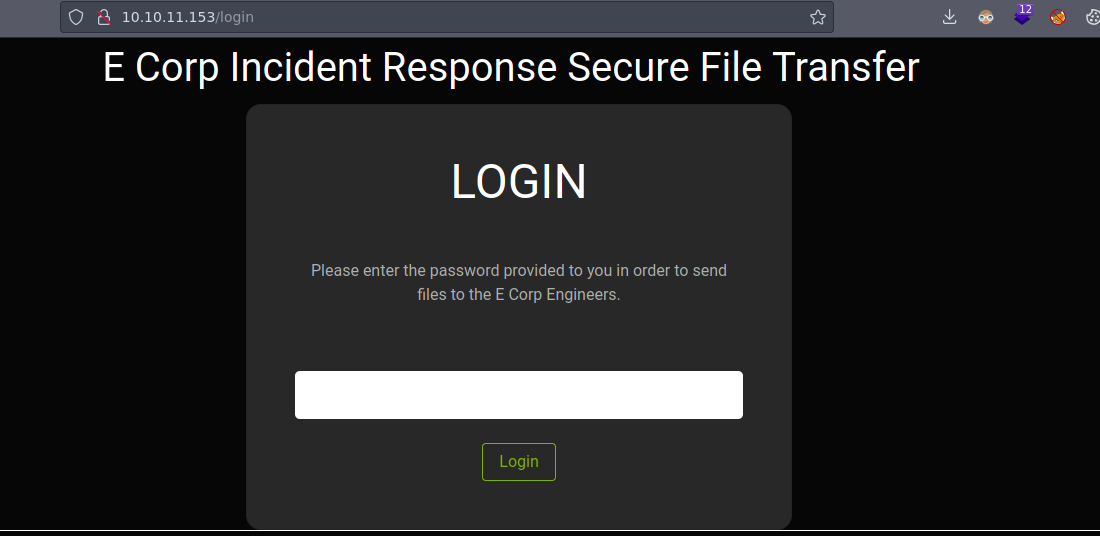 10.10.11.153/login
12
E Corp Incident Response Secure File Transfer
LOGIN
Please enter the password provided to you in order to send
files to the E Corp Engineers.
Login